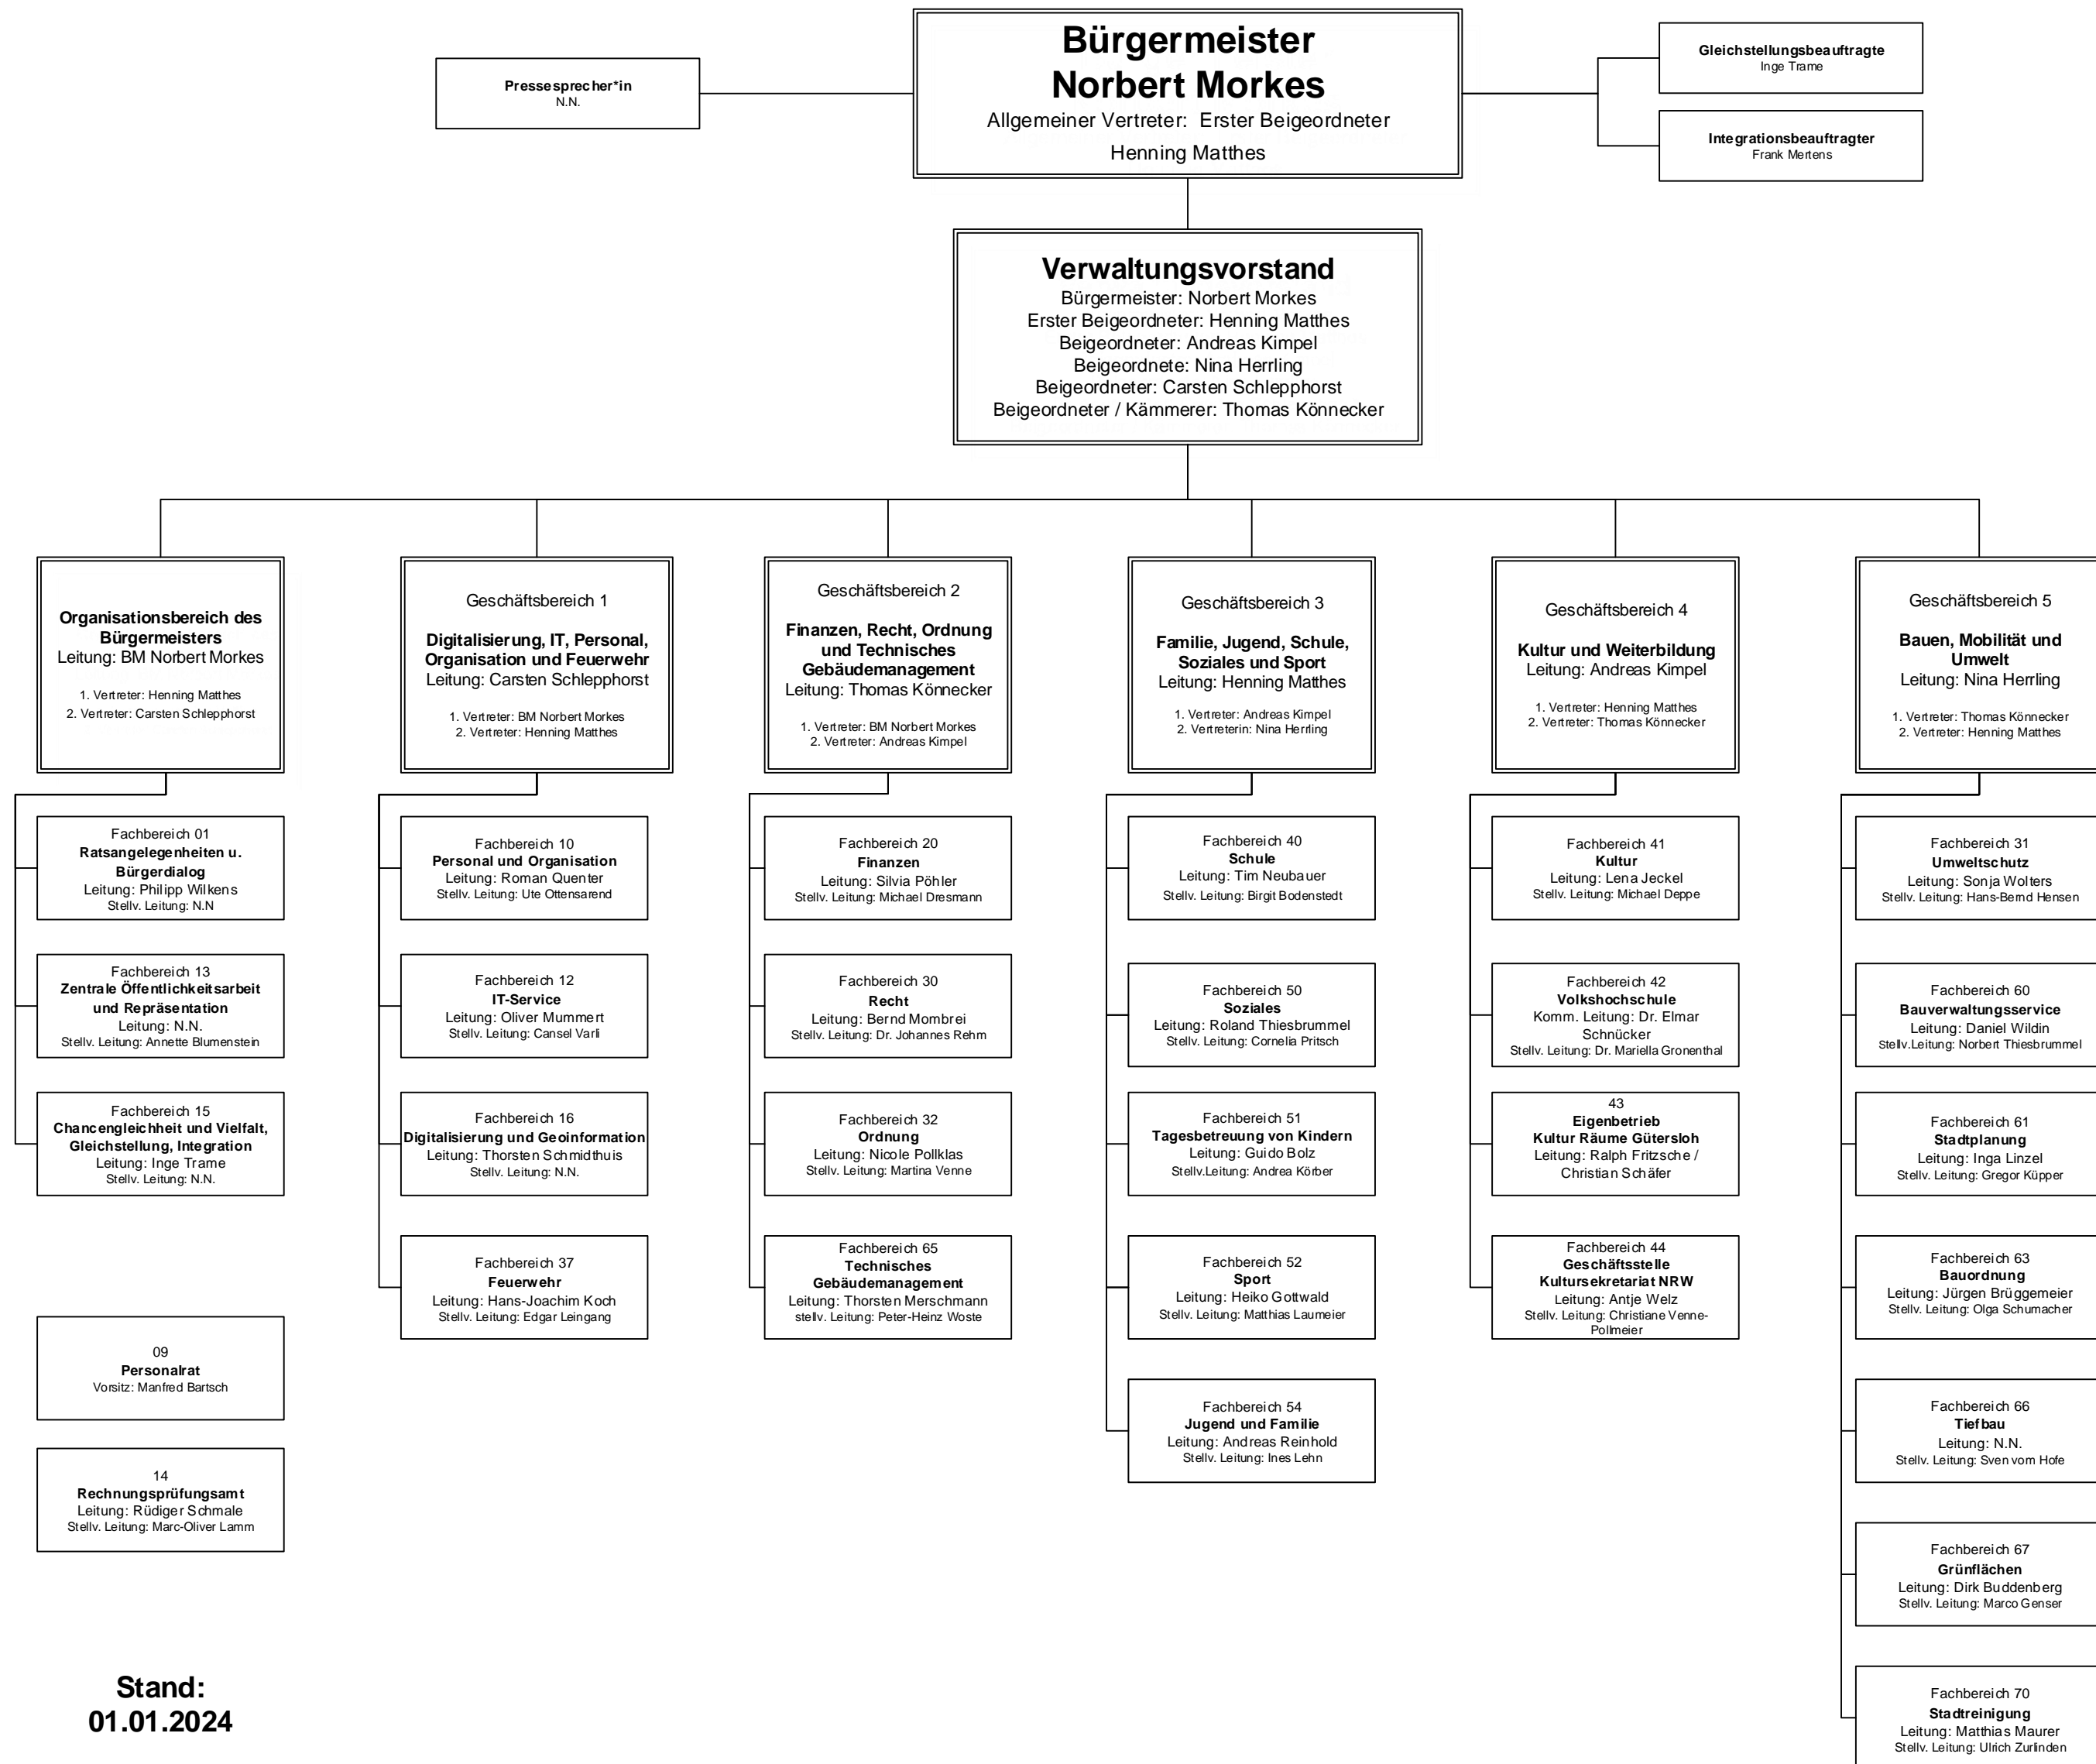 Bürgermeister
Norbert Morkes
Allgemeiner Vertreter: Erster Beigeordneter
Henning Matthes
Pressesprecher*in
N.N.
Gleichstellungsbeauftragte
Inge Trame
Integrationsbeauftragter
Frank Mertens
Verwaltungsvorstand
Bürgermeister: Norbert Morkes
Erster Beigeordneter: Henning Matthes
Beigeordneter: Andreas Kimpel
Beigeordnete: Nina Herrling
Beigeordneter: Carsten Schlepphorst
Beigeordneter / Kämmerer: Thomas Könnecker
Organisationsbereich des
Bürgermeisters
Leitung: BM Norbert Morkes
1. Vertreter: Henning Matthes
2. Vertreter: Carsten Schlepphorst
Fachbereich 01
Ratsangelegenheiten u.
Bürgerdialog
Leitung: Philipp Wilkens
Stellv. Leitung: N.N
Fachbereich 13
Zentrale Öffentlichkeitsarbeit
und Repräsentation
Leitung: N.N.
Stellv. Leitung: Annette Blumenstein
Fachbereich 15
Chancengleichheit und Vielfalt,
Gleichstellung, Integration
Leitung: Inge Trame
Stellv. Leitung: N.N.
09
Personalrat
Vorsitz: Manfred Bartsch
14
Rechnungsprüfungsamt
Leitung: Rüdiger Schmale
Stellv. Leitung: Marc-Oliver Lamm
Stand:
01.01.2024
Geschäftsbereich 1
Digitalisierung, IT, Personal,
Organisation und Feuerwehr
Leitung: Carsten Schlepphorst
1. Vertreter: BM Norbert Morkes
2. Vertreter: Henning Matthes
Fachbereich 10
Personal und Organisation
Leitung: Roman Quenter
Stellv. Leitung: Ute Ottensarend
Fachbereich 12
IT-Service
Leitung: Oliver Mummert
Stellv. Leitung: Cansel Varli
Fachbereich 16
Digitalisierung und Geoinformation
Leitung: Thorsten Schmidthuis
Stellv. Leitung: N.N.
Fachbereich 37
Feuerwehr
Leitung: Hans-Joachim Koch
Stellv. Leitung: Edgar Leingang
Geschäftsbereich 2
Finanzen, Recht, Ordnung
und Technisches
Gebäudemanagement
Leitung: Thomas Könnecker
1. Vertreter: BM Norbert Morkes
2. Vertreter: Andreas Kimpel
Fachbereich 20
Finanzen
Leitung: Silvia Pöhler
Stellv. Leitung: Michael Dresmann
Fachbereich 30
Recht
Leitung: Bernd Mombrei
Stellv. Leitung: Dr. Johannes Rehm
Fachbereich 32
Ordnung
Leitung: Nicole Pollklas
Stellv. Leitung: Martina Venne
Fachbereich 65
Technisches
Gebäudemanagement
Leitung: Thorsten Merschmann
stellv. Leitung: Peter-Heinz Woste
Geschäftsbereich 3
Familie, Jugend, Schule,
Soziales und Sport
Leitung: Henning Matthes
1. Vertreter: Andreas Kimpel
2. Vertreterin: Nina Herrling
Fachbereich 40
Schule
Leitung: Tim Neubauer
Stellv. Leitung: Birgit Bodenstedt
Fachbereich 50
Soziales
Leitung: Roland Thiesbrummel
Stellv. Leitung: Cornelia Pritsch
Fachbereich 51
Tagesbetreuung von Kindern
Leitung: Guido Bolz
Stellv.Leitung: Andrea Körber
Fachbereich 52
Sport
Leitung: Heiko Gottwald
Stellv. Leitung: Matthias Laumeier
Fachbereich 54
Jugend und Familie
Leitung: Andreas Reinhold
Stellv. Leitung: Ines Lehn
Geschäftsbereich 4
Kultur und Weiterbildung
Leitung: Andreas Kimpel
1. Vertreter: Henning Matthes
2. Vertreter: Thomas Könnecker
Fachbereich 41
Kultur
Leitung: Lena Jeckel
Stellv. Leitung: Michael Deppe
Fachbereich 42
Volkshochschule
Komm. Leitung: Dr. Elmar
Schnücker
Stellv. Leitung: Dr. Mariella Gronenthal
43
Eigenbetrieb
Kultur Räume Gütersloh
Leitung: Ralph Fritzsche /
Christian Schäfer
Fachbereich 44
Geschäftsstelle
Kultursekretariat NRW
Leitung: Antje Welz
Stellv. Leitung: Christiane Venne-
Pollmeier
Geschäftsbereich 5
Bauen, Mobilität und
Umwelt
Leitung: Nina Herrling
1. Vertreter: Thomas Könnecker
2. Vertreter: Henning Matthes
Fachbereich 31
Umweltschutz
Leitung: Sonja Wolters
Stellv. Leitung: Hans-Bernd Hensen
Fachbereich 60
Bauverwaltungsservice
Leitung: Daniel Wildin
Stellv.Leitung: Norbert Thiesbrummel
Fachbereich 61
Stadtplanung
Leitung: Inga Linzel
Stellv. Leitung: Gregor Küpper
Fachbereich 63
Bauordnung
Leitung: Jürgen Brüggemeier
Stellv. Leitung: Olga Schumacher
Fachbereich 66
Tiefbau
Leitung: N.N.
Stellv. Leitung: Sven vom Hofe
Fachbereich 67
Grünflächen
Leitung: Dirk Buddenberg
Stellv. Leitung: Marco Genser
Fachbereich 70
Stadtreinigung
Leitung: Matthias Maurer
Stellv. Leitung: Ulrich Zurlinden